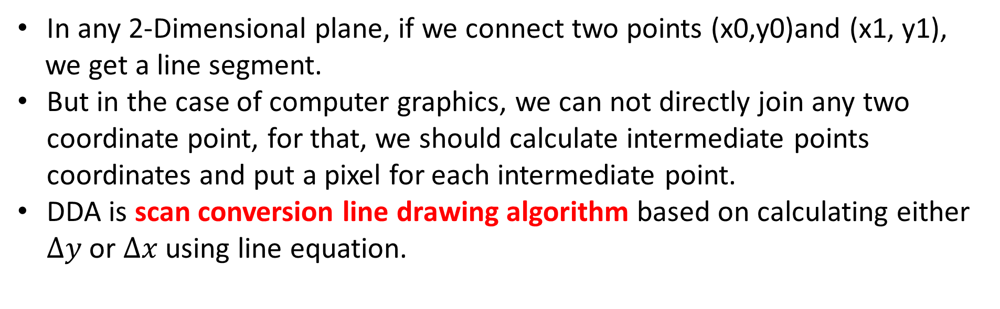 • In any 2-Dimensional plane, if we connect two points (x0,y0)and (x1, y1),
we get a line segment.
• But in the case of computer graphics, we can not directly join any two
coordinate point, for that, we should calculate intermediate points
coordinates and put a pixel for each intermediate point.
• DDA is scan conversion line drawing algorithm based on calculating either
Δy or Δx using line equation.